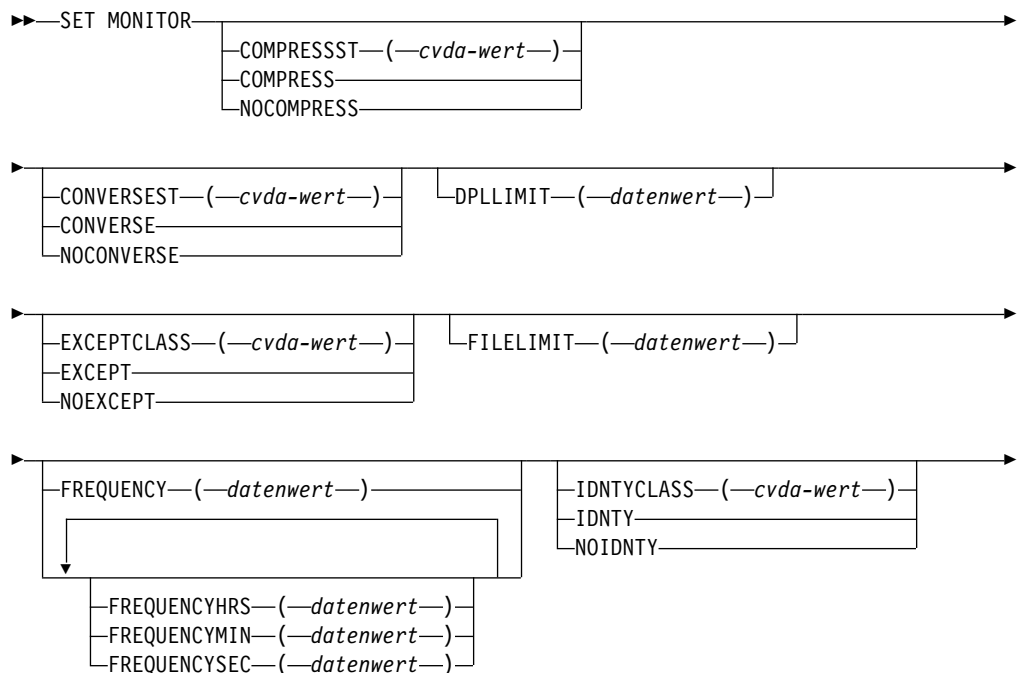 SET MONITOR
COMPRESSST (cvda-wert)
COMPRESS
NOCOMPRESS
CONVERSEST (cvda-wert)
CONVERSE
NOCONVERSE
DPLLIMIT (datenwert)
EXCEPTCLASS (cvda-wert)
EXCEPT
NOEXCEPT
FILELIMIT (datenwert)
FREQUENCY (datenwert)
FREQUENCYHRS (datenwert)
FREQUENCYMIN (datenwert)
FREQUENCYSEC (datenwert)
IDNTYCLASS (cvda-wert)
IDNTY
NOIDNTY